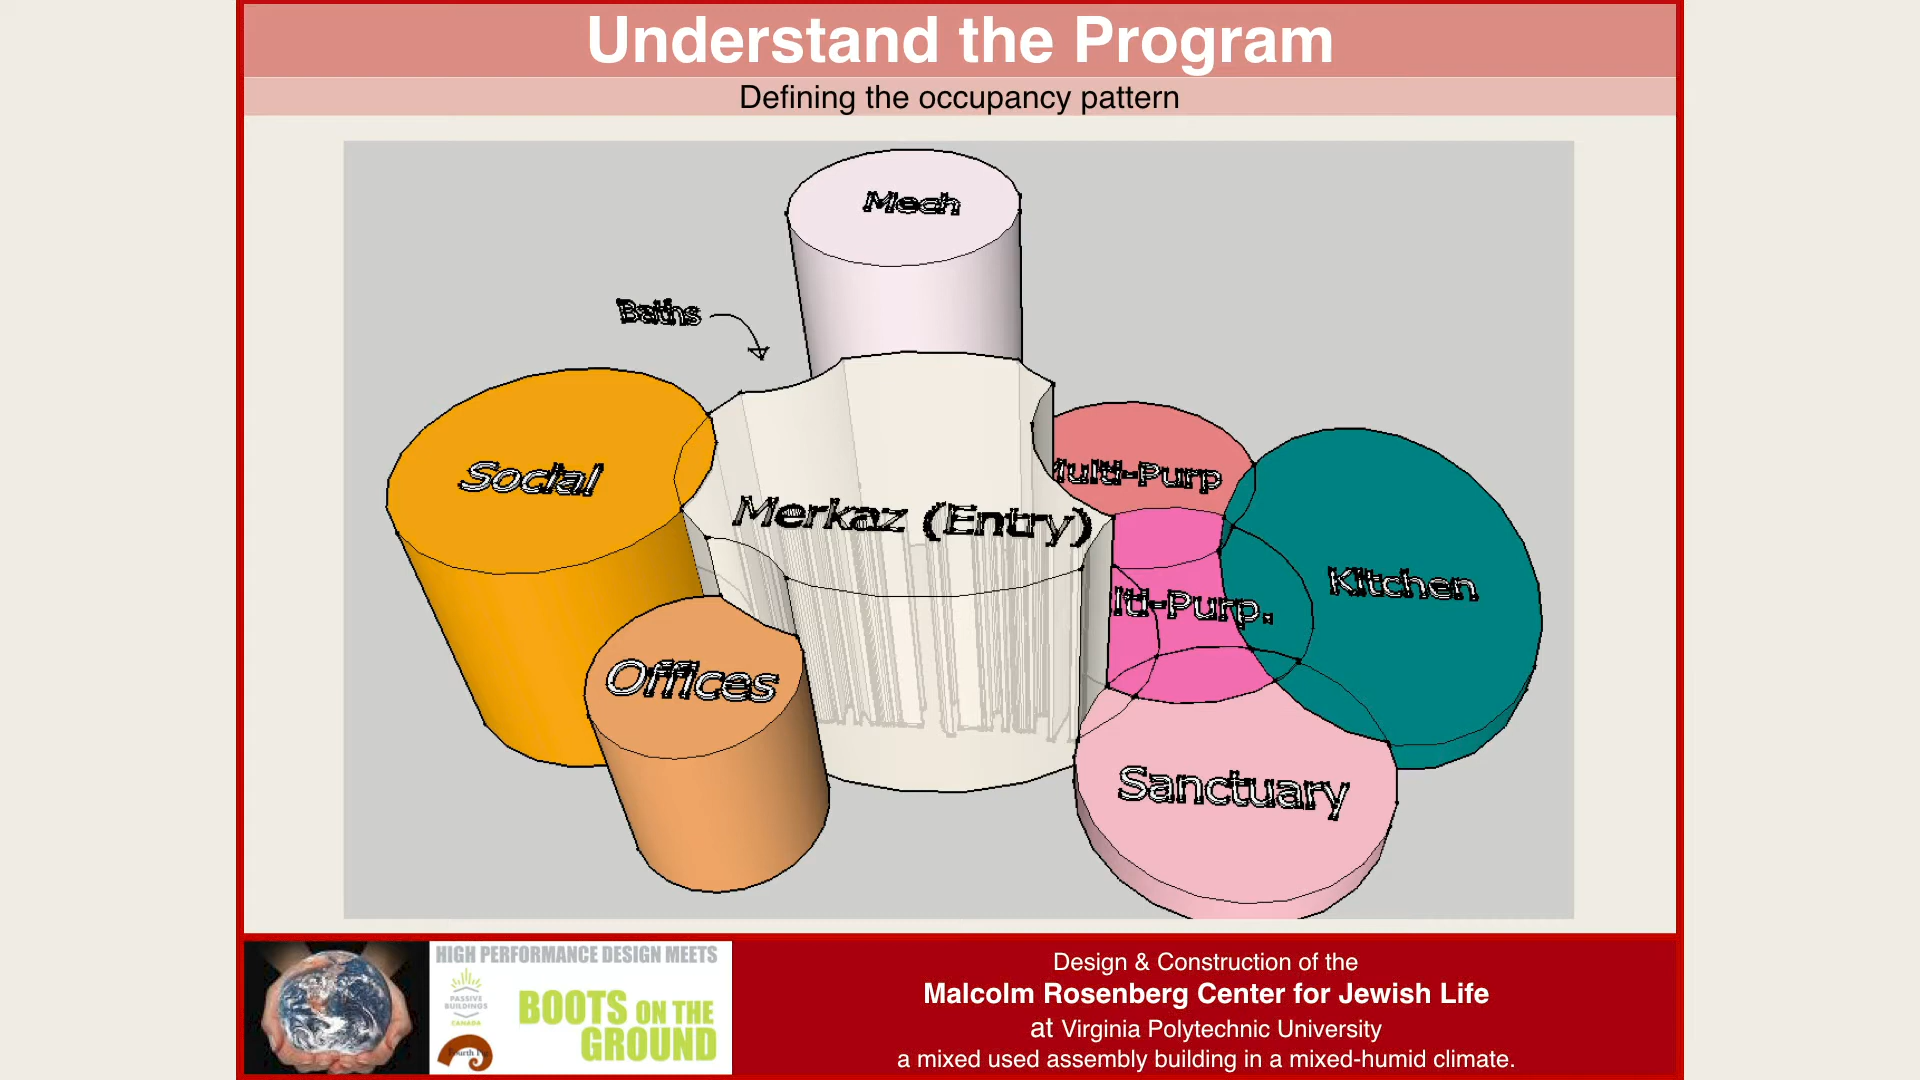 Understand the Program
Defining the occupancy pattern
Mech
Baths
Social
Multi-Purp
Merkaz (Entry)
Kitchen
lti-Purp.
Offices
Sanctuary
HIGH PERFORMANCE DESIGN MEETS
PASSIVE
BUILDINGS
CANADA
BOOTS ON THE
GROUND
Design & Construction of the
Malcolm Rosenberg Center for Jewish Life
at Virginia Polytechnic University
a mixed used assembly building in a mixed-humid climate.